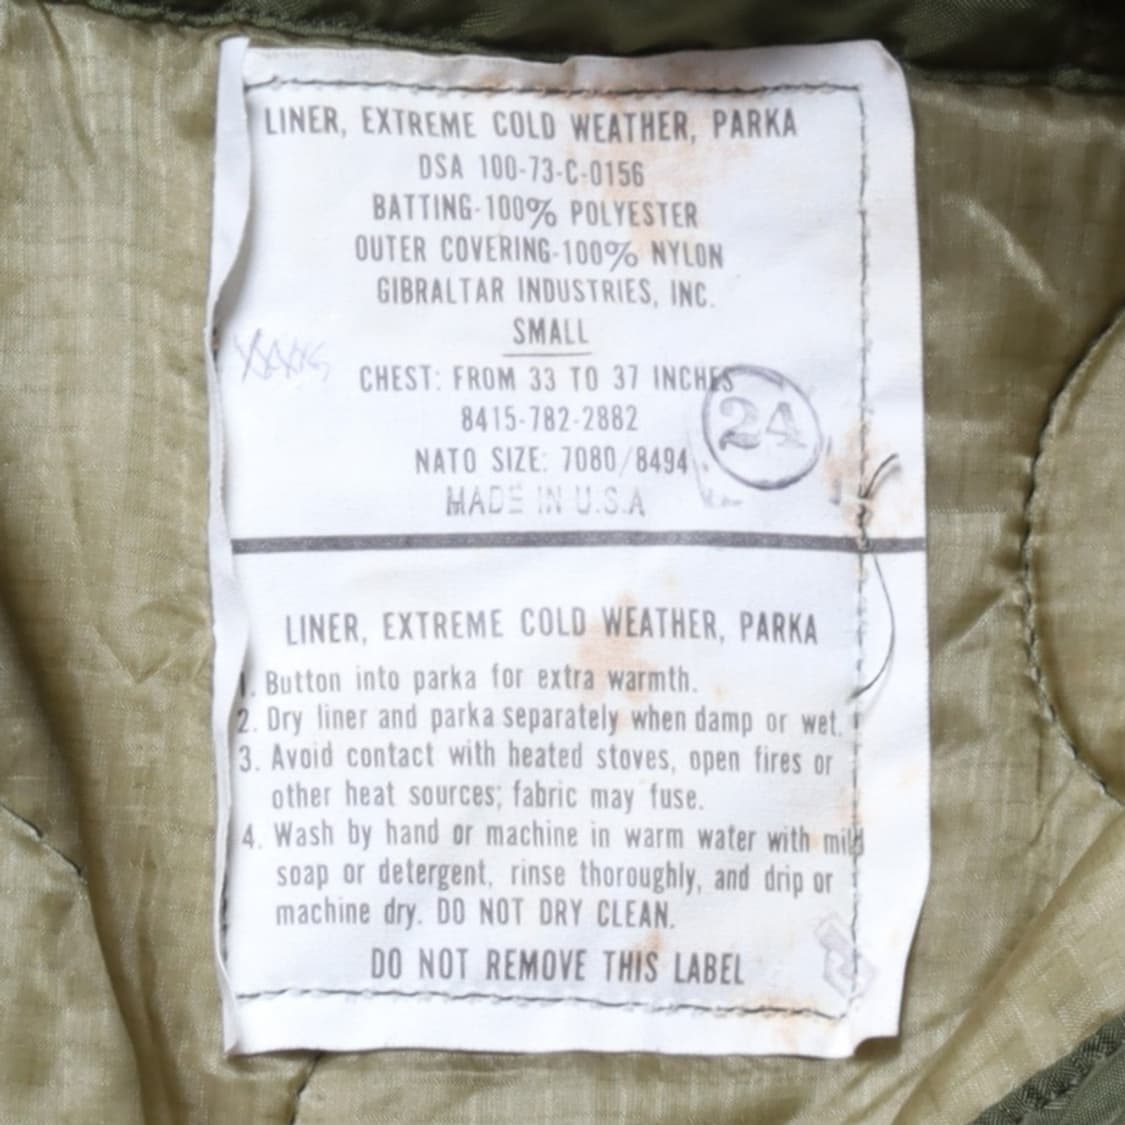 LINER, EXTREME COLD WEATHER, PARKA
DSA 100-73-C-0156
BATTING-100% POLYESTER
OUTER COVERING-100% NYLON
GIBRALTAR INDUSTRIES, INC.
SMALL
CHEST: FROM 33 TO 37 INCHES
8415-782-2882
24
NATO SIZE: 7080/8494
MADE IN U.S.A
LINER, EXTREME COLD WEATHER, PARKA
1. Button into parka for extra warmth.
2. Dry liner and parka separately when damp or wet.
3. Avoid contact with heated stoves, open fires or
other heat sources; fabric may fuse.
4. Wash by hand or machine in warm water with mild
soap or detergent, rinse thoroughly, and drip or
machine dry. DO NOT DRY CLEAN.
DO NOT REMOVE THIS LABEL